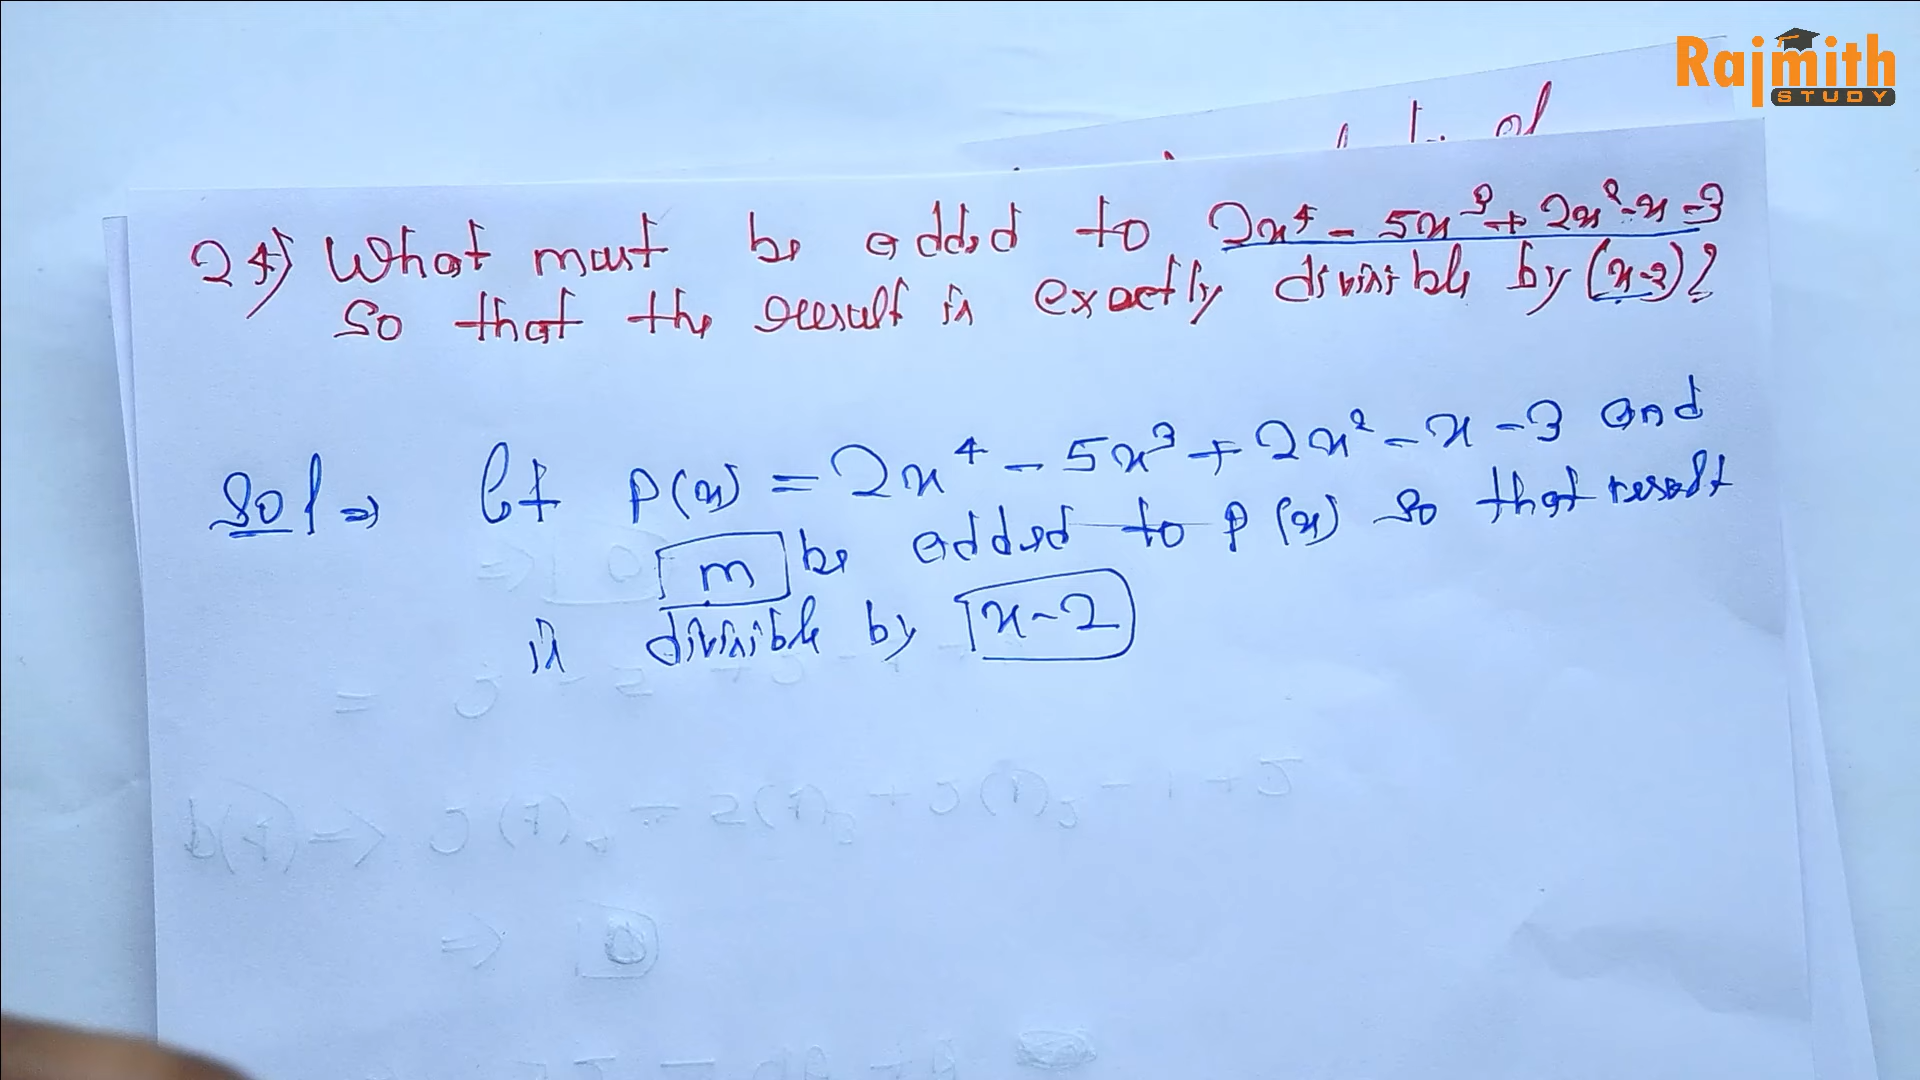 Rajmith
STUDY
24) What must be added to 2x⁴ - 5x³ + 2x² - x - 3
so that the result is exactly divisible by (x-2)?
Sol ⇒ let P(x) = 2x⁴ - 5x³ + 2x² - x - 3 and
m be added to P(x) so that result
is divisible by x-2